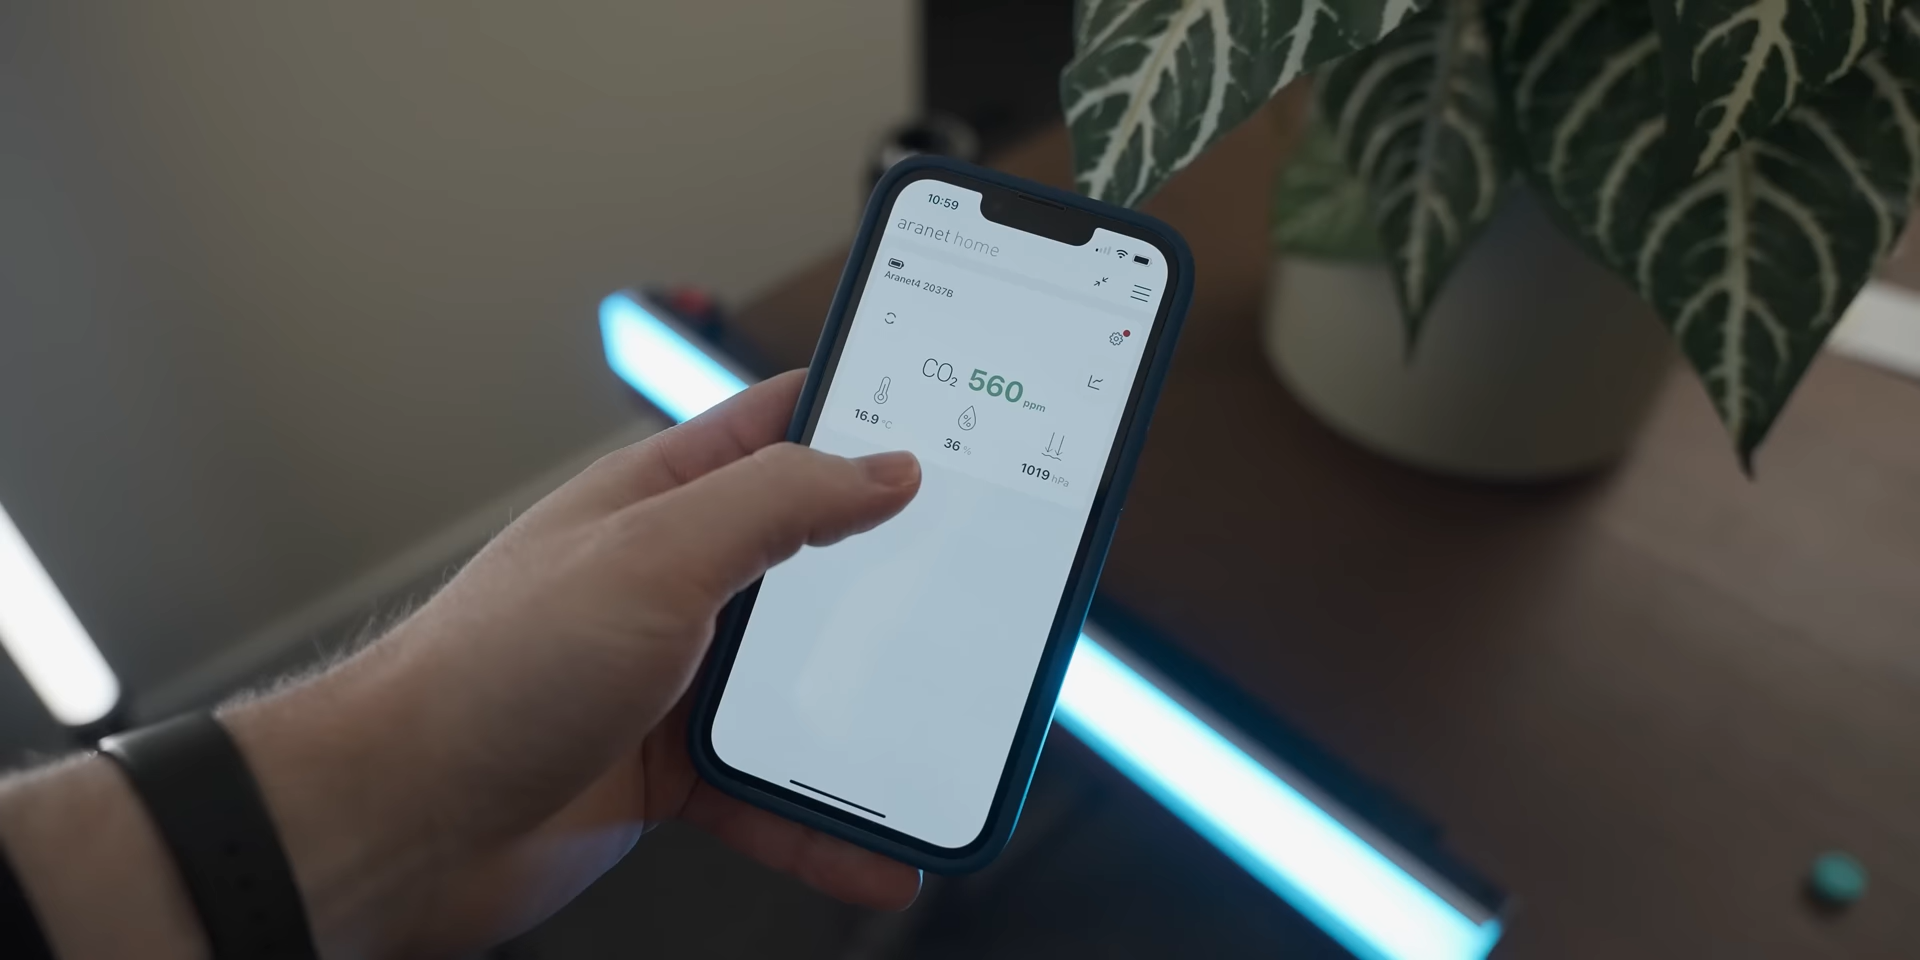 10:59
aranet home
Aranet4 2037B
CO₂ 560 ppm
16.9 °C
36 %
1019 hPa